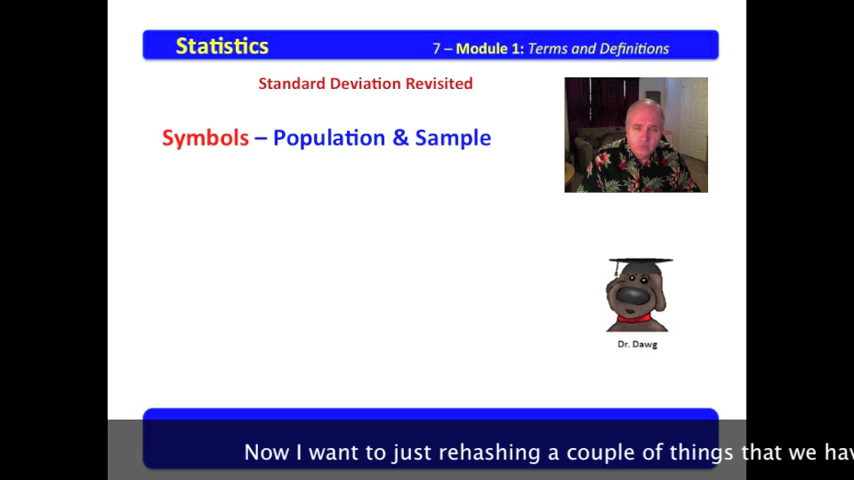 Statistics
7 – Module 1: Terms and Definitions
Standard Deviation Revisited
Symbols – Population & Sample
Dr. Dawg
Now I want to just rehashing a couple of things that we hav